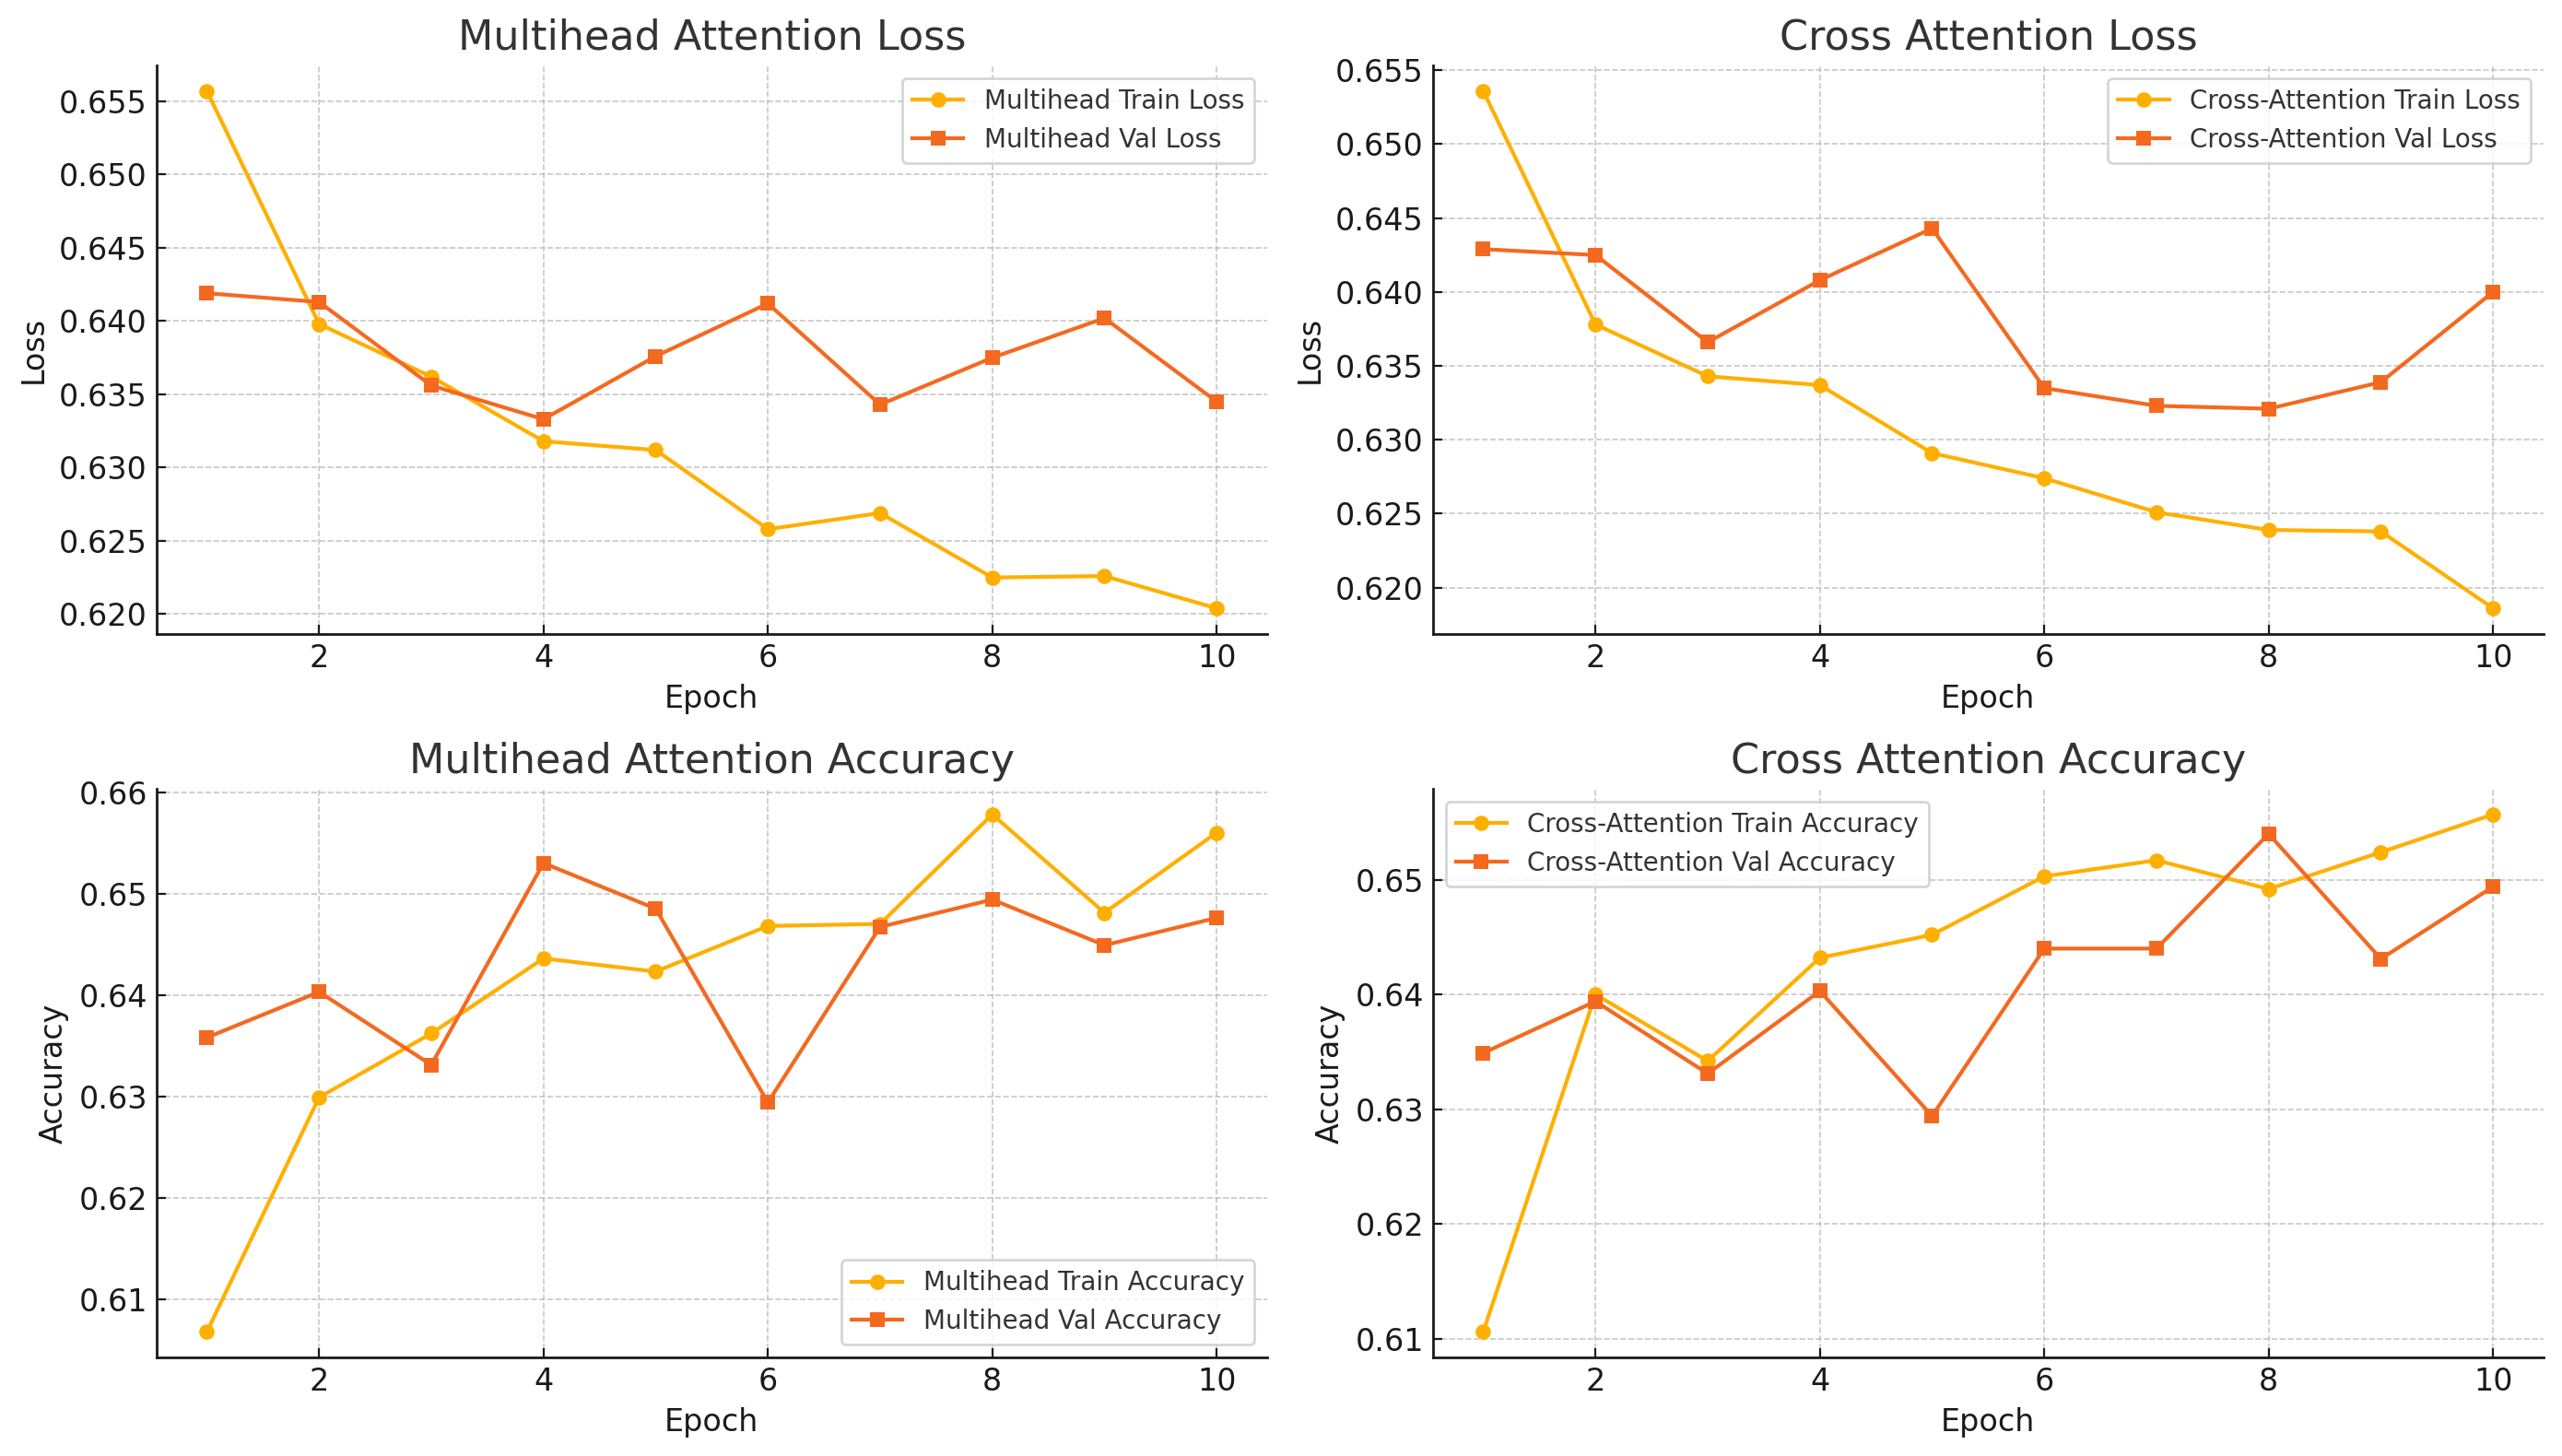 Multihead Attention Loss
Multihead Train Loss
Multihead Val Loss
0.655
0.650
0.645
0.640
0.635
0.630
0.625
0.620
Loss
2 4 6 8 10
Epoch
Cross Attention Loss
Cross-Attention Train Loss
Cross-Attention Val Loss
0.655
0.650
0.645
0.640
0.635
0.630
0.625
0.620
Loss
2 4 6 8 10
Epoch
Multihead Attention Accuracy
0.66
0.65
0.64
0.63
0.62
0.61
Accuracy
Multihead Train Accuracy
Multihead Val Accuracy
2 4 6 8 10
Epoch
Cross Attention Accuracy
Cross-Attention Train Accuracy
Cross-Attention Val Accuracy
0.65
0.64
0.63
0.62
0.61
Accuracy
2 4 6 8 10
Epoch